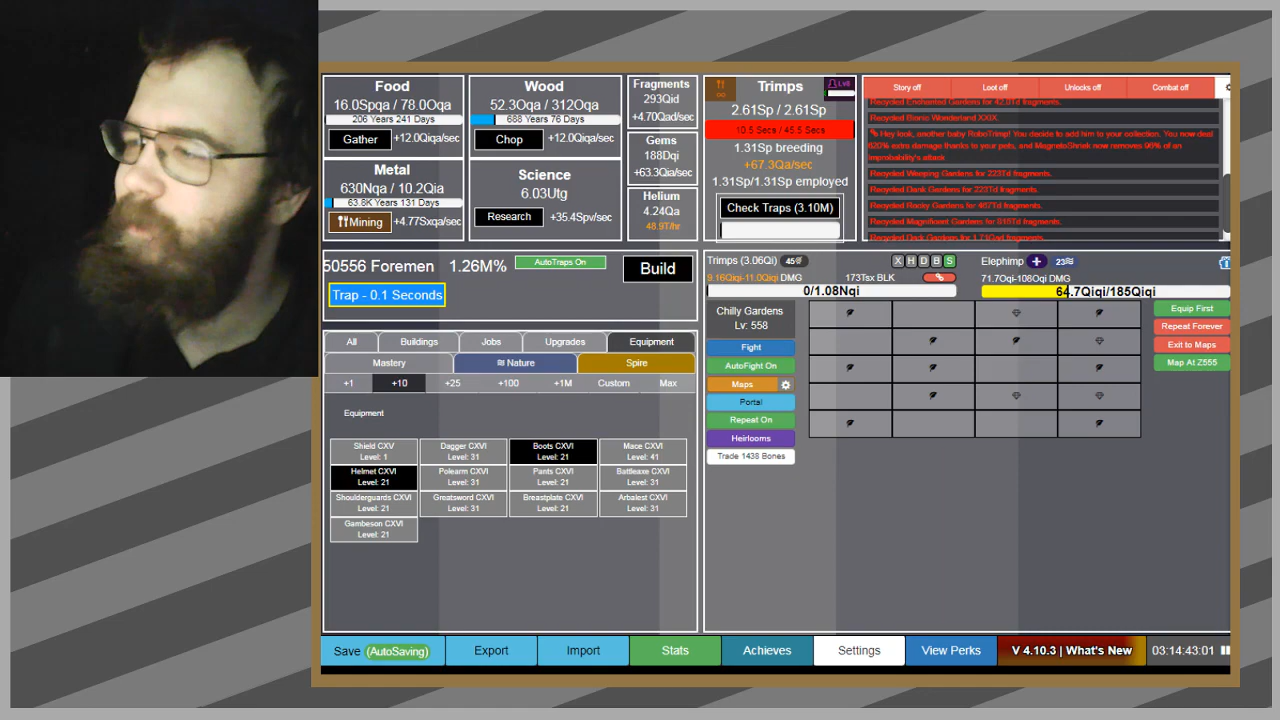 Food
16.0Spqa / 78.0Oqa
206 Years 241 Days
Gather
+12.0Qiqa/sec
Wood
52.3Oqa / 312Oqa
688 Years 76 Days
Chop
+12.0Qiqa/sec
Metal
630Nqa / 10.2Qia
63.8K Years 131 Days
Mining
+4.77Sxqa/sec
Science
6.03Utg
Research
+35.4Spv/sec
Fragments
293Qid
+4.70Qad/sec
Gems
188Dqi
+63.3Qia/sec
Helium
4.24Qa
48.9T/hr
Trimps
2.61Sp / 2.61Sp
10.5 Secs / 45.5 Secs
1.31Sp breeding
+67.3Qa/sec
1.31Sp/1.31Sp employed
Check Traps (3.10M)
Story off
Loot off
Unlocks off
Combat off
Recycled Enchanted Gardens for 42.9Td fragments.
Hey look, another baby RoboTrimp! You decide to add him to your collection. You now deal
620% extra damage thanks to your pets, and MagnetoShriek now removes 96% of an
Improbability's attack
Recycled Weeping Gardens for 223Td fragments.
Recycled Dank Gardens for 223Td fragments.
Recycled Rocky Gardens for 467Td fragments.
Recycled Magnificent Gardens for 815Td fragments.
50556 Foremen
1.26M%
AutoTraps On
Build
Trap - 0.1 Seconds
Trimps (3.06Qi)
45
X H D B S
9.16Qiqi-11.0Qiqi DMG
173Tsx BLK
0/1.08Nqi
Elephimp
23
71.7Oqi-108Oqi DMG
64.7Qiqi/185Qiqi
All
Buildings
Jobs
Upgrades
Equipment
Mastery
Nature
Spire
+1
+10
+25
+100
+1M
Custom
Max
Equipment
Shield CXV
Level: 1
Dagger CXVI
Level: 31
Boots CXVI
Level: 21
Mace CXVI
Level: 41
Helmet CXVI
Level: 21
Polearm CXVI
Level: 31
Pants CXVI
Level: 21
Battleaxe CXVI
Level: 31
Shoulderguards CXVI
Level: 21
Greatsword CXVI
Level: 31
Breastplate CXVI
Level: 21
Arbalest CXVI
Level: 31
Gambeson CXVI
Level: 21
Chilly Gardens
Lv: 558
Fight
AutoFight On
Maps
Portal
Repeat On
Heirlooms
Trade 1438 Bones
Equip First
Repeat Forever
Exit to Maps
Map At Z555
Save (AutoSaving)
Export
Import
Stats
Achieves
Settings
View Perks
V 4.10.3 | What's New
03:14:43:01